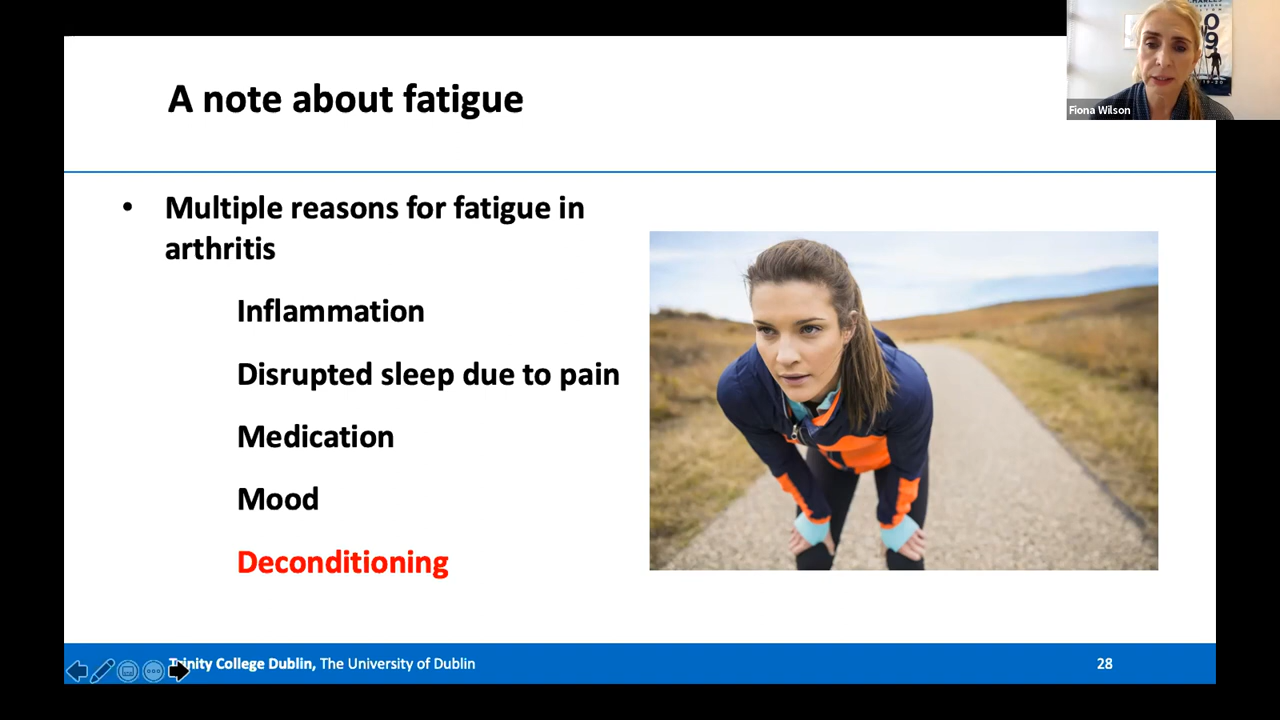 A note about fatigue
Fiona Wilson
• Multiple reasons for fatigue in
arthritis
Inflammation
Disrupted sleep due to pain
Medication
Mood
Deconditioning
Trinity College Dublin, The University of Dublin
28